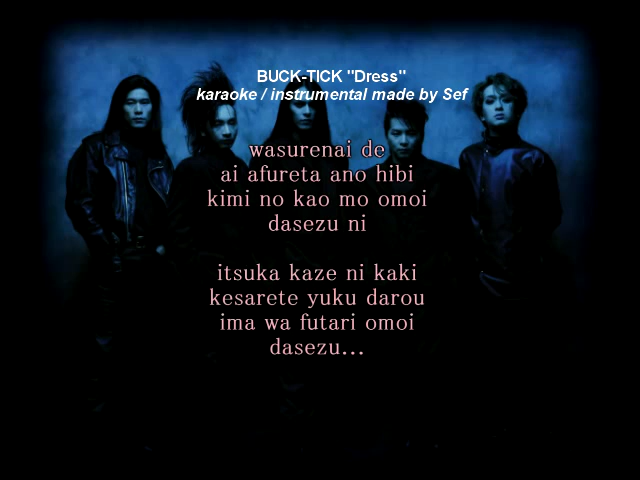 BUCK-TICK "Dress"
karaoke / instrumental made by Sef
wasurenai de
ai afureta ano hibi
kimi no kao mo omoi
dasezu ni
itsuka kaze ni kaki
kesarete yuku darou
ima wa futari omoi
dasezu...